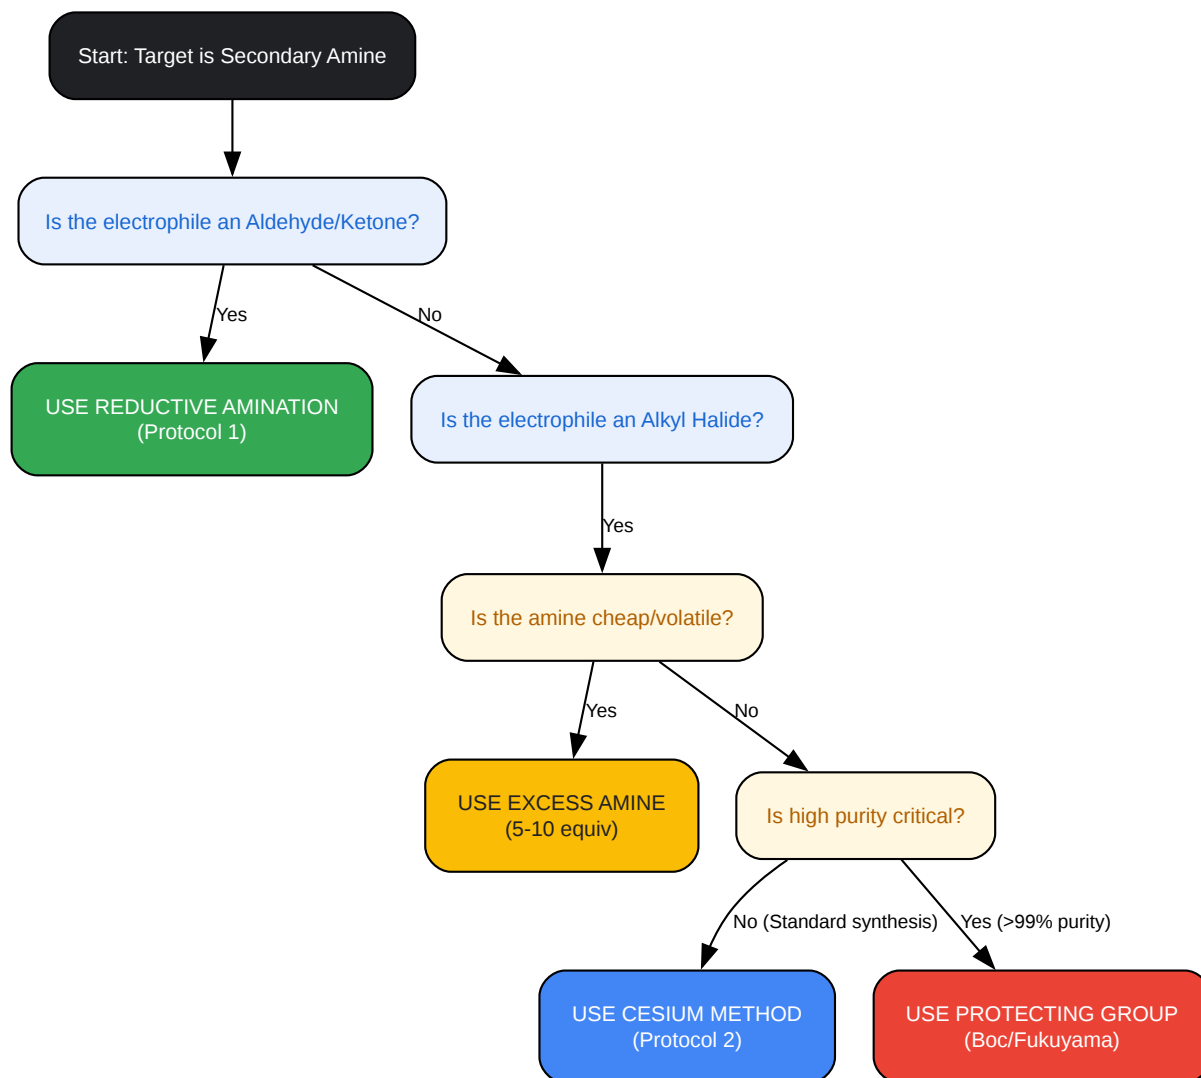 Start: Target is Secondary Amine
Is the electrophile an Aldehyde/Ketone?
Yes
No
USE REDUCTIVE AMINATION
(Protocol 1)
Is the electrophile an Alkyl Halide?
Yes
Is the amine cheap/volatile?
Yes
No
USE EXCESS AMINE
(5-10 equiv)
Is high purity critical?
No (Standard synthesis)
Yes (>99% purity)
USE CESIUM METHOD
(Protocol 2)
USE PROTECTING GROUP
(Boc/Fukuyama)